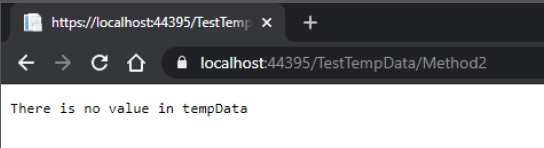 https://localhost:44395/TestTemp
localhost:44395/TestTempData/Method2
There is no value in tempData